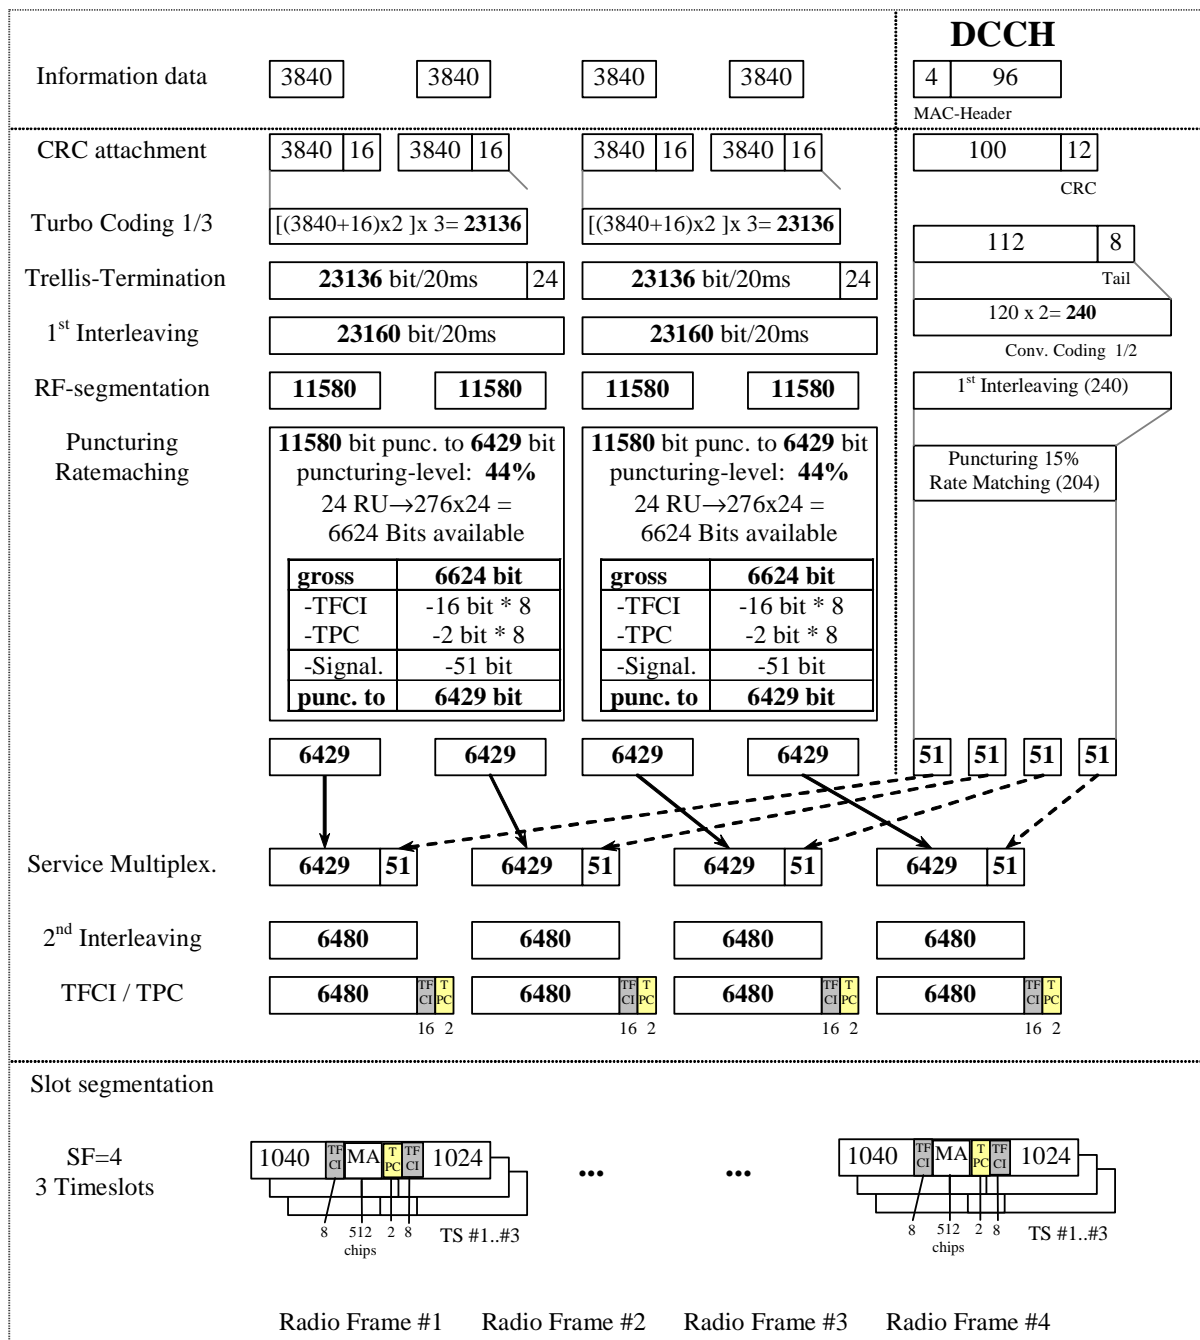 DCCH
Information data 3840 3840 3840 3840 4 96
MAC-Header
CRC attachment 3840 16 3840 16 3840 16 3840 16 100 12
CRC
Turbo Coding 1/3 [(3840+16)x2 ]x 3= 23136 [(3840+16)x2 ]x 3= 23136
112 8
Tail
Trellis-Termination 23136 bit/20ms 24 23136 bit/20ms 24
120 x 2= 240
1st Interleaving 23160 bit/20ms 23160 bit/20ms
Conv. Coding 1/2
RF-segmentation 11580 11580 11580 11580 1st Interleaving (240)
Puncturing 11580 bit punc. to 6429 bit 11580 bit punc. to 6429 bit
Ratemaching puncturing-level: 44% puncturing-level: 44% Puncturing 15%
Rate Matching (204)
24 RU→276x24 = 24 RU→276x24 =
6624 Bits available 6624 Bits available
gross 6624 bit gross 6624 bit
-TFCI -16 bit * 8 -TFCI -16 bit * 8
-TPC -2 bit * 8 -TPC -2 bit * 8
-Signal. -51 bit -Signal. -51 bit
punc. to 6429 bit punc. to 6429 bit
6429 6429 6429 6429 51 51 51 51
Service Multiplex. 6429 51 6429 51 6429 51 6429 51
2nd Interleaving 6480 6480 6480 6480
TFCI / TPC 6480 TF CI T PC 6480 TF CI T PC 6480 TF CI T PC 6480 TF CI T PC
16 2 16 2 16 2 16 2
Slot segmentation
SF=4 1040 TF CI MA T PC TF CI 1024 ... ... 1040 TF CI MA T PC TF CI 1024
3 Timeslots
8 512 2 8 TS #1..#3 8 512 2 8 TS #1..#3
chips chips
Radio Frame #1 Radio Frame #2 Radio Frame #3 Radio Frame #4